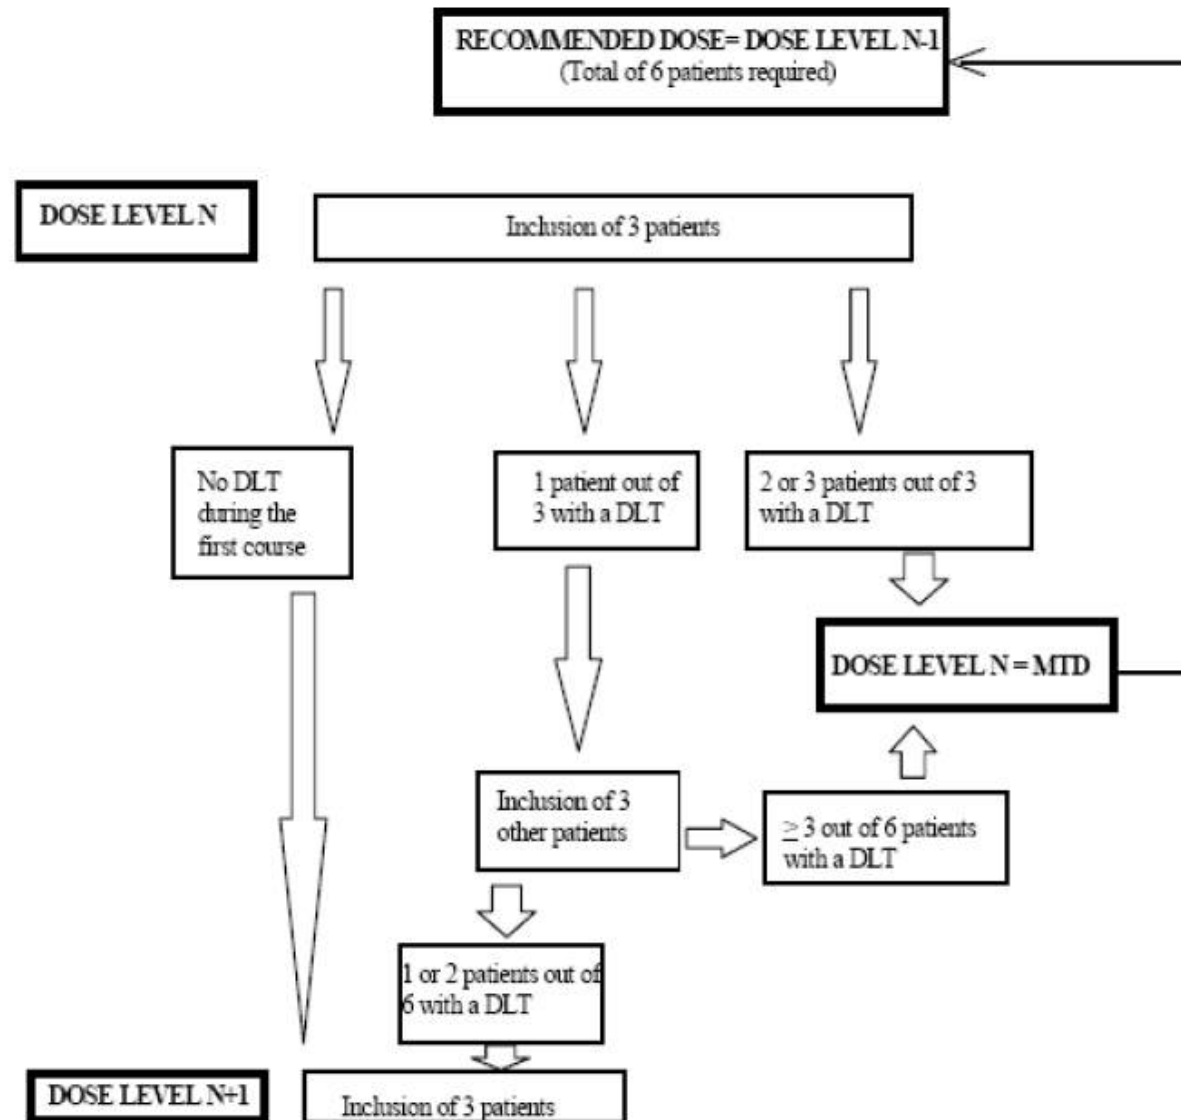 RECOMMENDED DOSE= DOSE LEVEL N-1
(Total of 6 patients required)
DOSE LEVEL N
Inclusion of 3 patients
No DLT
during the
first course
1 patient out of
3 with a DLT
2 or 3 patients out of 3
with a DLT
DOSE LEVEL N = MTD
Inclusion of 3
other patients
≥ 3 out of 6 patients
with a DLT
1 or 2 patients out of
6 with a DLT
DOSE LEVEL N+1
Inclusion of 3 patients